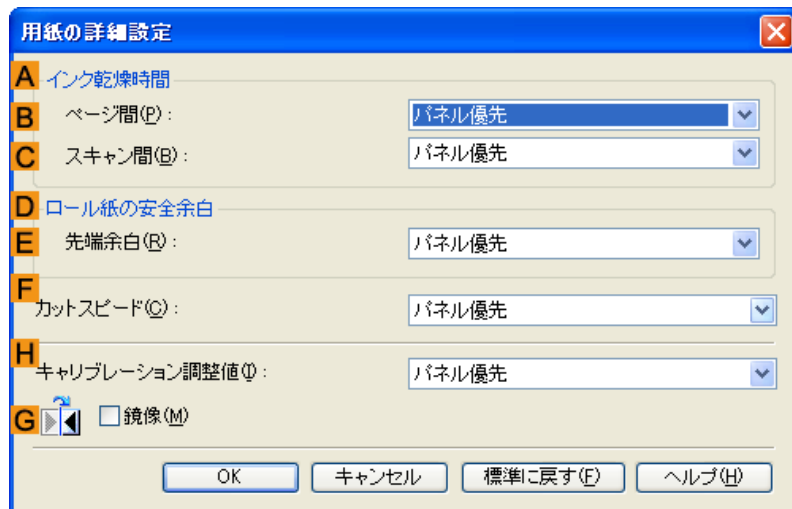 用紙の詳細設定
A インク乾燥時間
B ページ間(P): パネル優先
C スキャン間(B): パネル優先
D ロール紙の安全余白
E 先端余白(R): パネル優先
F カットスピード(C): パネル優先
H キャリブレーション調整値(I): パネル優先
G 鏡像(M)
OK キャンセル 標準に戻す(F) ヘルプ(H)